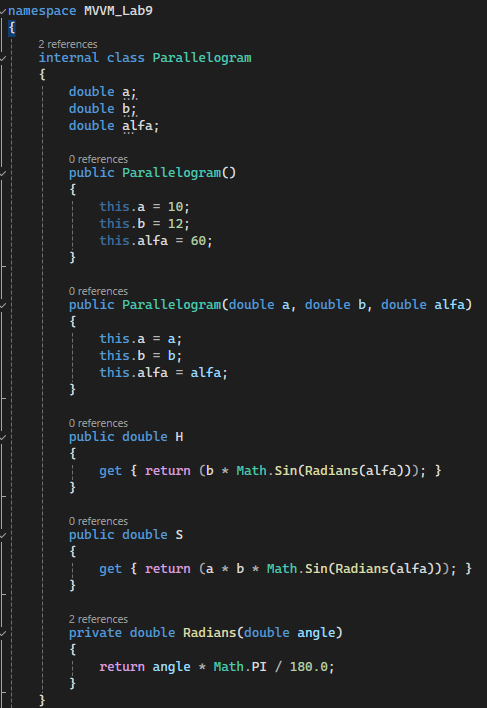 namespace MVVM_Lab9
{
2 references
internal class Parallelogram
{
double a;
double b;
double alfa;
0 references
public Parallelogram()
{
this.a = 10;
this.b = 12;
this.alfa = 60;
}
0 references
public Parallelogram(double a, double b, double alfa)
{
this.a = a;
this.b = b;
this.alfa = alfa;
}
0 references
public double H
{
get { return (b * Math.Sin(Radians(alfa))); }
}
0 references
public double S
{
get { return (a * b * Math.Sin(Radians(alfa))); }
}
2 references
private double Radians(double angle)
{
return angle * Math.PI / 180.0;
}
}